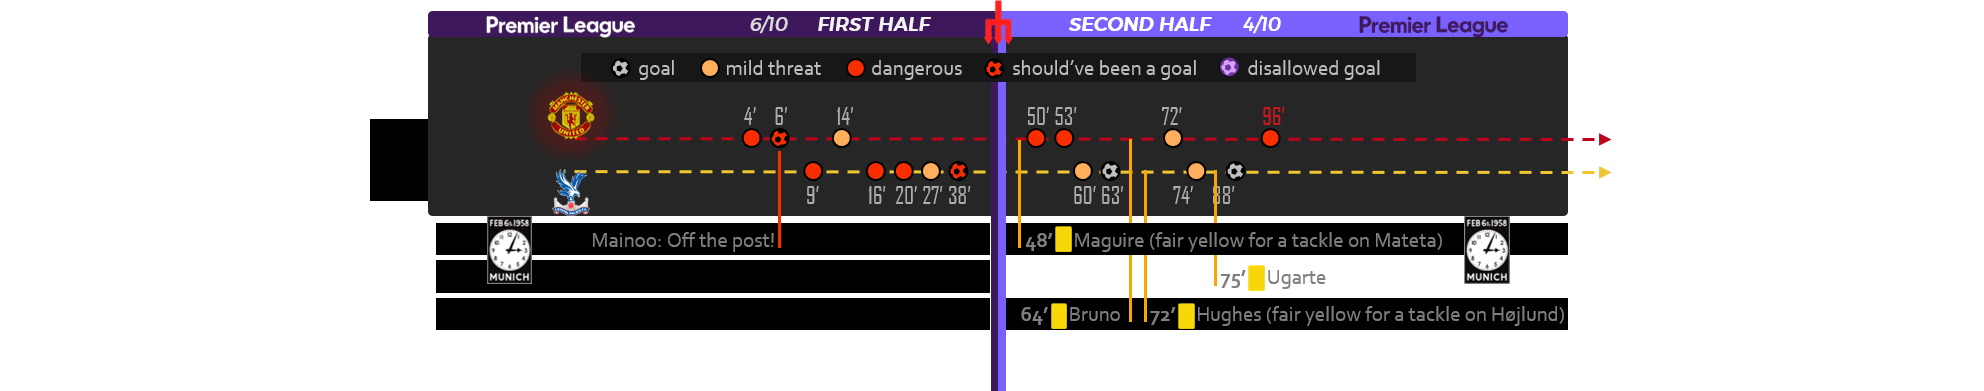 Premier League 6/10 FIRST HALF SECOND HALF 4/10 Premier League
goal mild threat dangerous should've been a goal disallowed goal
MANCHESTER UNITED
4' 6' 14' 50' 53' 72' 96'
9' 16' 20' 27' 38' 60' 63' 74' 88'
FEB 6th 1958
MUNICH
Mainoo: Off the post!
48' Maguire (fair yellow for a tackle on Mateta)
FEB 6th 1958
MUNICH
75' Ugarte
64' Bruno 72' Hughes (fair yellow for a tackle on Højlund)